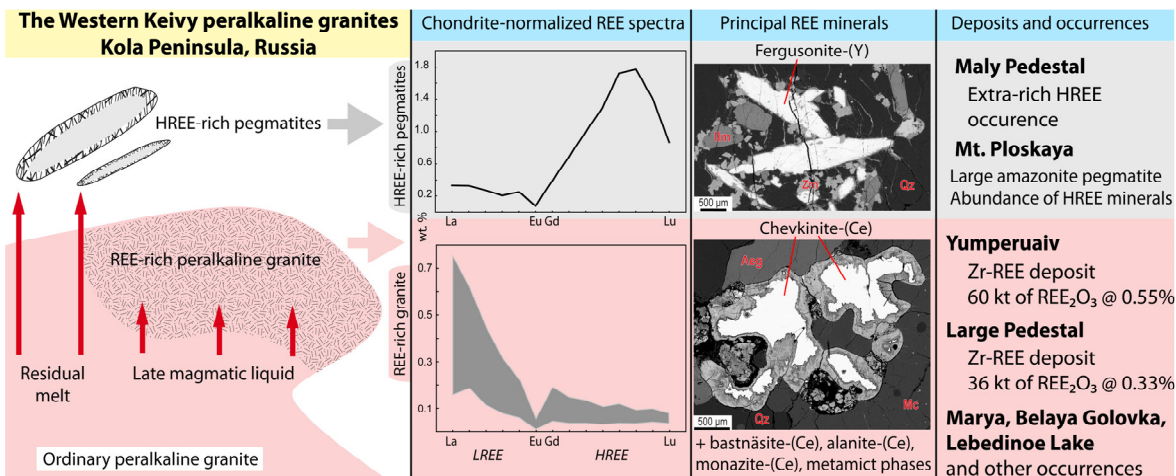 The Western Keivy peralkaline granites
Kola Peninsula, Russia
HREE-rich pegmatites
REE-rich peralkaline granite
Residual
melt
Late magmatic liquid
Ordinary peralkaline granite
Chondrite-normalized REE spectra
HREE-rich pegmatites
1.8
1.4
1.0
0.6
0.2
La
Eu
Gd
Lu
wt. %
REE-rich granite
0.7
0.5
0.3
0.1
La
Eu
Gd
Lu
LREE
HREE
Principal REE minerals
Fergusonite-(Y)
Qz
500 µm
Chevkinite-(Ce)
Mc
Qz
500 µm
+ bastnäsite-(Ce), alanite-(Ce),
monazite-(Ce), metamict phases
Deposits and occurrences
Maly Pedestal
Extra-rich HREE
occurence
Mt. Ploskaya
Large amazonite pegmatite
Abundance of HREE minerals
Yumperuaiv
Zr-REE deposit
60 kt of REE₂O₃ @ 0.55%
Large Pedestal
Zr-REE deposit
36 kt of REE₂O₃ @ 0.33%
Marya, Belaya Golovka,
Lebedinoe Lake
and other occurrences